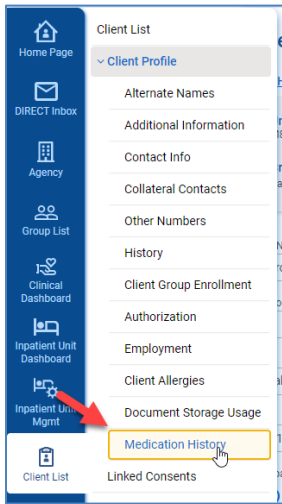 Home Page
DIRECT Inbox
Agency
Group List
Clinical
Dashboard
Inpatient Unit
Dashboard
Inpatient Unit
Mgmt
Client List
Client List
Client Profile
Alternate Names
Additional Information
Contact Info
Collateral Contacts
Other Numbers
History
Client Group Enrollment
Authorization
Employment
Client Allergies
Document Storage Usage
Medication History
Linked Consents